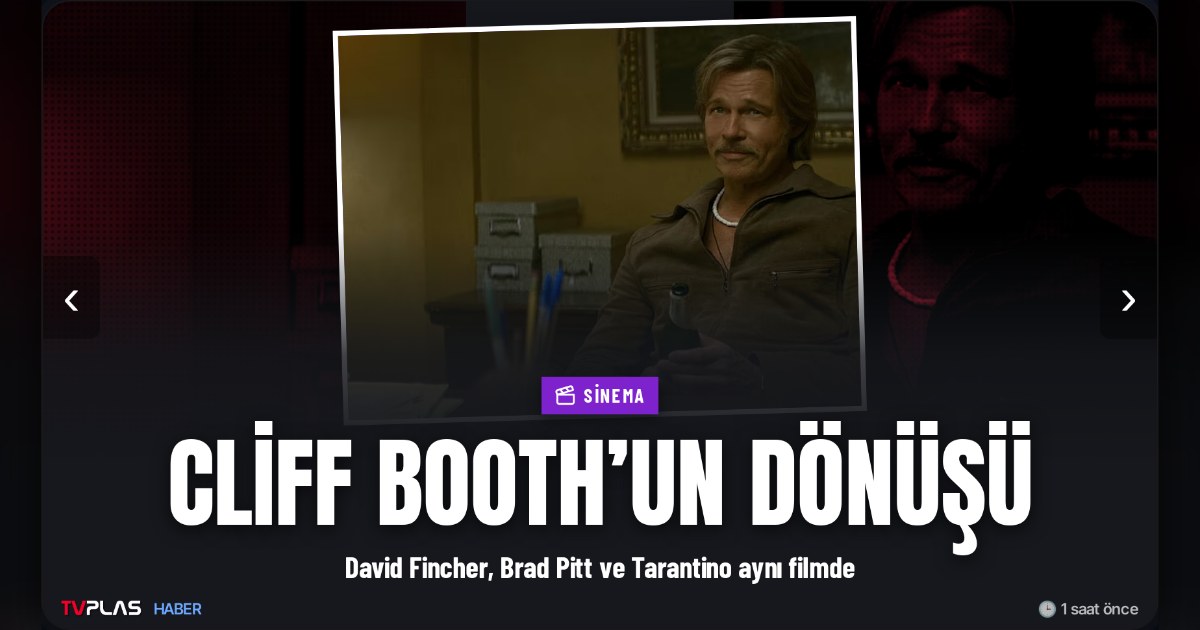 SİNEMA
CLİFF BOOTH’UN DÖNÜŞÜ
David Fincher, Brad Pitt ve Tarantino aynı filmde
TVPLAS HABER
1 saat önce